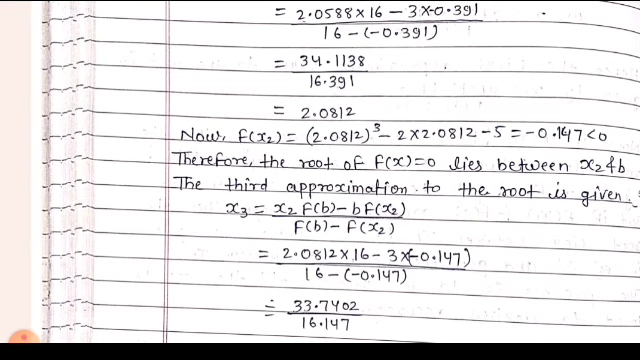 = 2.0588×16 - 3×-0.391
16-(-0.391)
= 34.1138
16.391
= 2.0812
Now, f(x₂) = (2.0812)³ - 2×2.0812 - 5 = -0.147 < 0
Therefore, the root of f(x)=0 lies between x₂ & b
The third approximation to the root is given
x₃ = x₂ f(b) - b f(x₂)
f(b) - f(x₂)
= 2.0812×16 - 3×(-0.147)
16-(-0.147)
= 33.7402
16.147